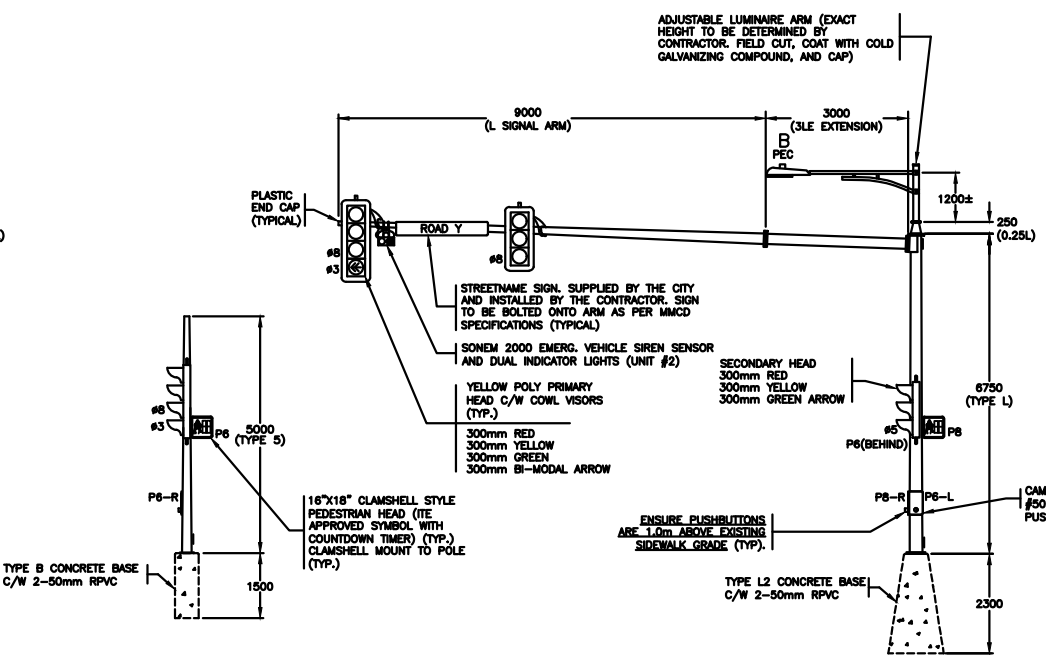 ADJUSTABLE LUMINAIRE ARM (EXACT
HEIGHT TO BE DETERMINED BY
CONTRACTOR. FIELD CUT, COAT WITH COLD
GALVANIZING COMPOUND, AND CAP)
9000
(L SIGNAL ARM)
3000
(3LE EXTENSION)
B
PEC
1200±
250
(0.25L)
PLASTIC
END CAP
(TYPICAL)
ROAD Y
ø8
ø3
ø8
STREETNAME SIGN. SUPPLIED BY THE CITY
AND INSTALLED BY THE CONTRACTOR. SIGN
TO BE BOLTED ONTO ARM AS PER MMCD
SPECIFICATIONS (TYPICAL)
SONEM 2000 EMERG. VEHICLE SIREN SENSOR
AND DUAL INDICATOR LIGHTS (UNIT #2)
YELLOW POLY PRIMARY
HEAD C/W COWL VISORS
(TYP.)
300mm RED
300mm YELLOW
300mm GREEN
300mm BI-MODAL ARROW
SECONDARY HEAD
300mm RED
300mm YELLOW
300mm GREEN ARROW
6750
(TYPE L)
ø5
P8
P6(BEHIND)
P8-R
P6-L
CAM
#50
PUS
ENSURE PUSHBUTTONS
ARE 1.0m ABOVE EXISTING
SIDEWALK GRADE (TYP).
TYPE L2 CONCRETE BASE
C/W 2-50mm RPVC
2300
ø8
ø3
P6
5000
(TYPE 5)
P6-R
16"X18" CLAMSHELL STYLE
PEDESTRIAN HEAD (ITE
APPROVED SYMBOL WITH
COUNTDOWN TIMER) (TYP.)
CLAMSHELL MOUNT TO POLE
(TYP.)
TYPE B CONCRETE BASE
C/W 2-50mm RPVC
1500